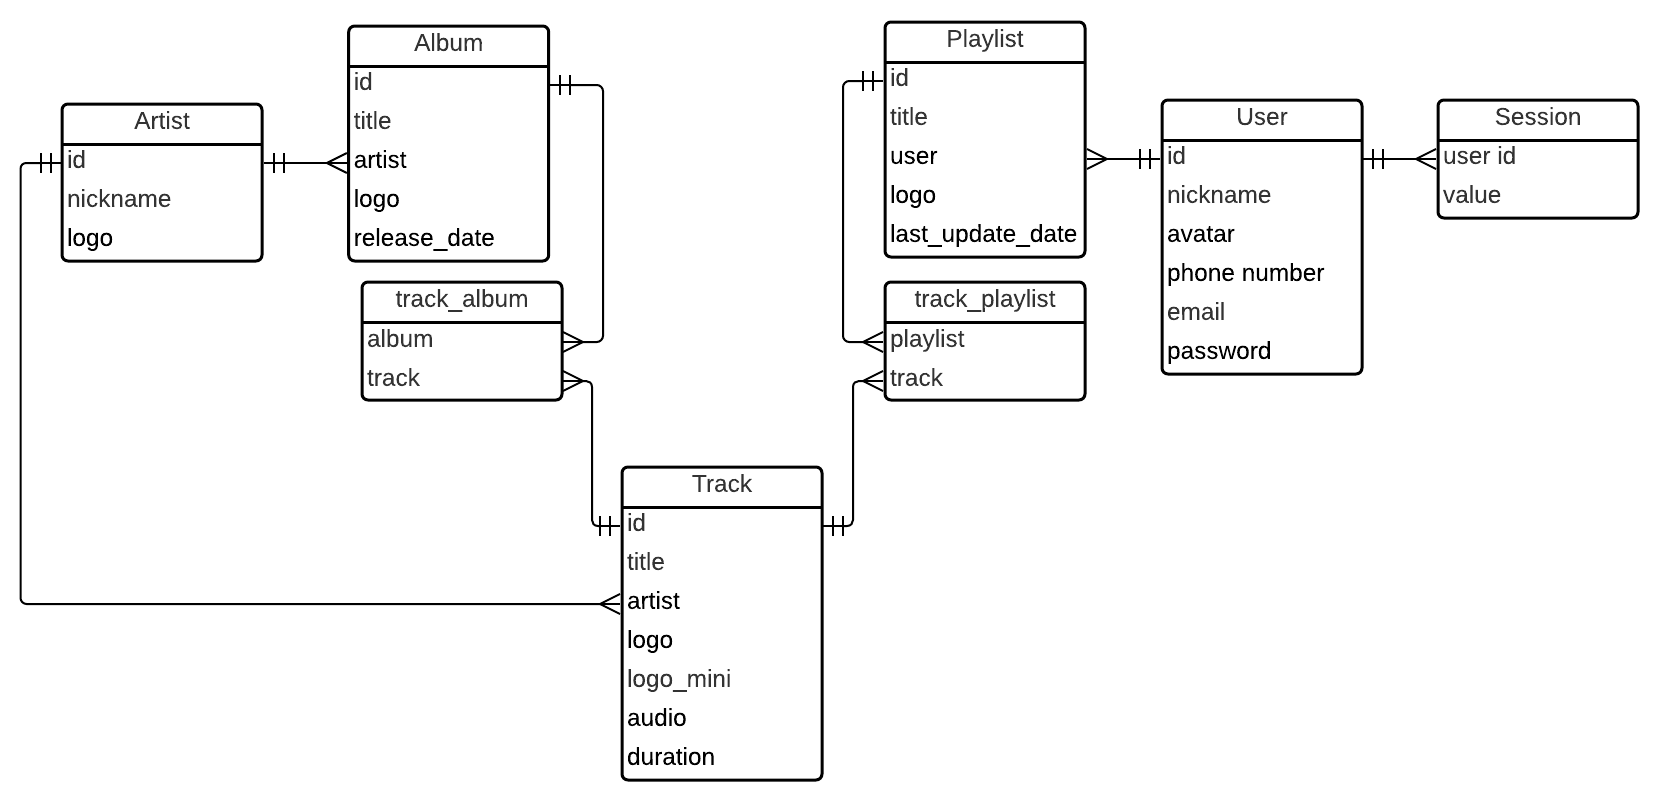 Artist
id
nickname
logo
Album
id
title
artist
logo
release_date
track_album
album
track
Track
id
title
artist
logo
logo_mini
audio
duration
Playlist
id
title
user
logo
last_update_date
track_playlist
playlist
track
User
id
nickname
avatar
phone number
email
password
Session
user id
value